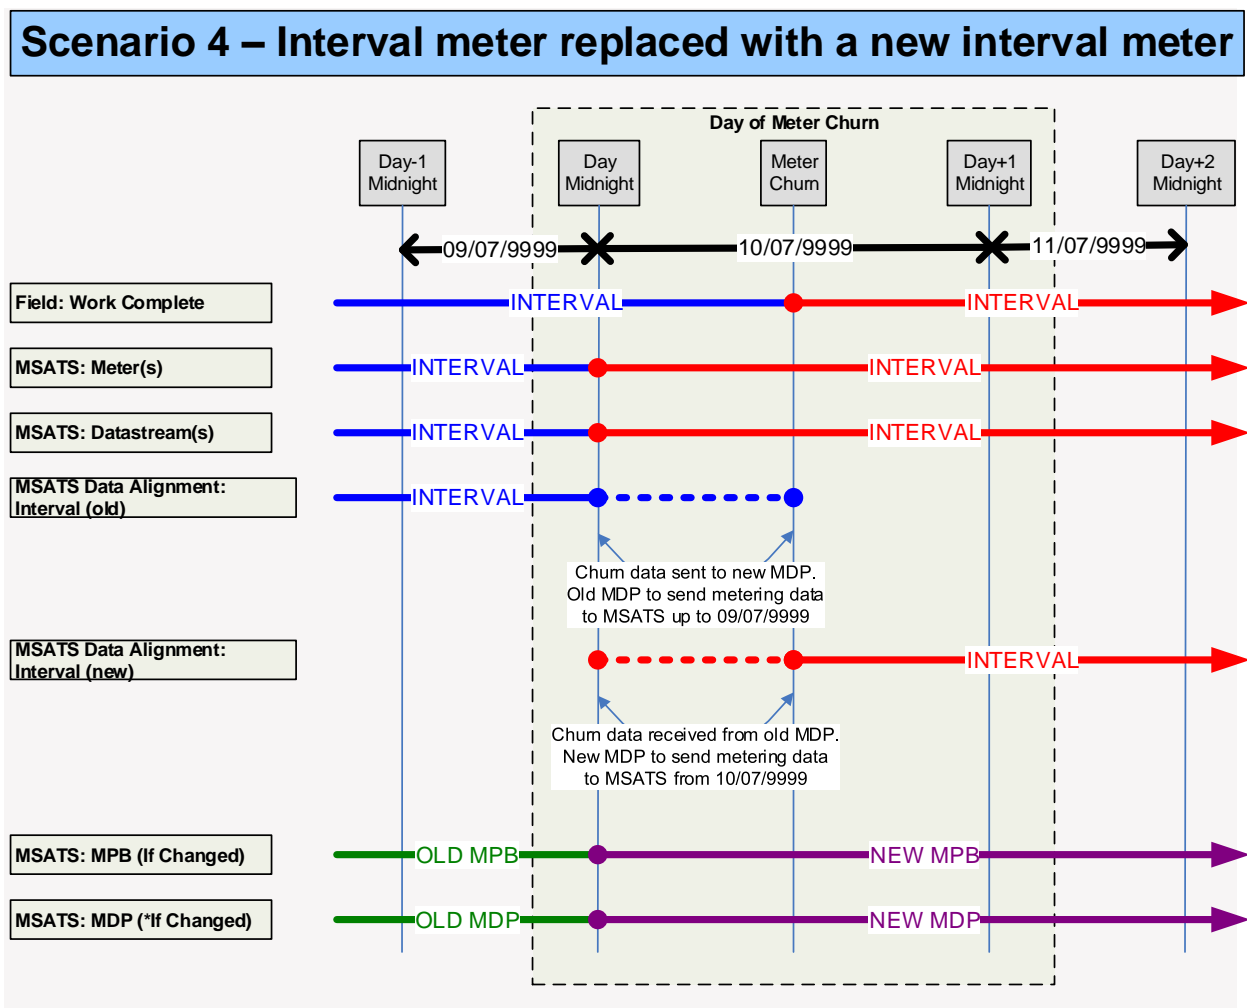 Scenario 4 – Interval meter replaced with a new interval meter
Day of Meter Churn
Day-1
Midnight
Day
Midnight
Meter
Churn
Day+1
Midnight
Day+2
Midnight
09/07/9999
10/07/9999
11/07/9999
Field: Work Complete
INTERVAL
INTERVAL
MSATS: Meter(s)
INTERVAL
INTERVAL
MSATS: Datastream(s)
INTERVAL
INTERVAL
MSATS Data Alignment:
Interval (old)
INTERVAL
Churn data sent to new MDP.
Old MDP to send metering data
to MSATS up to 09/07/9999
MSATS Data Alignment:
Interval (new)
INTERVAL
Churn data received from old MDP.
New MDP to send metering data
to MSATS from 10/07/9999
MSATS: MPB (If Changed)
OLD MPB
NEW MPB
MSATS: MDP (*If Changed)
OLD MDP
NEW MDP